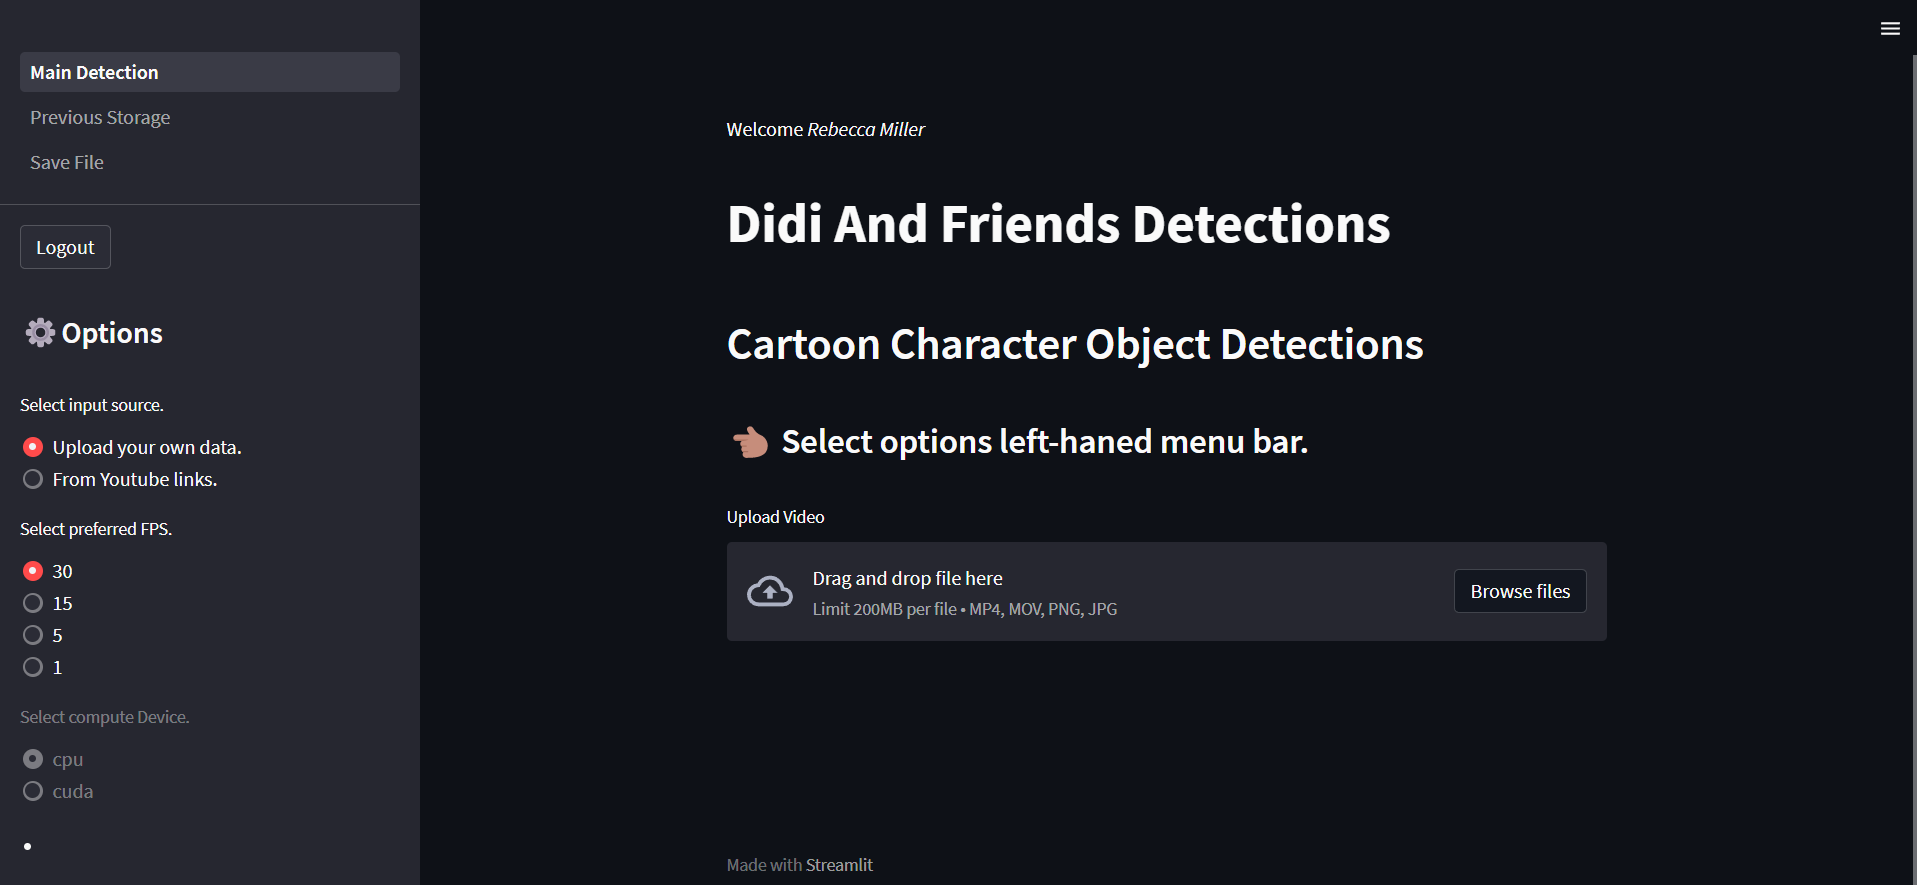 Main Detection
Previous Storage
Save File
Logout
Options
Select input source.
Upload your own data.
From Youtube links.
Select preferred FPS.
30
15
5
1
Select compute Device.
cpu
cuda
Welcome Rebecca Miller
Didi And Friends Detections
Cartoon Character Object Detections
Select options left-haned menu bar.
Upload Video
Drag and drop file here
Limit 200MB per file • MP4, MOV, PNG, JPG
Browse files
Made with Streamlit